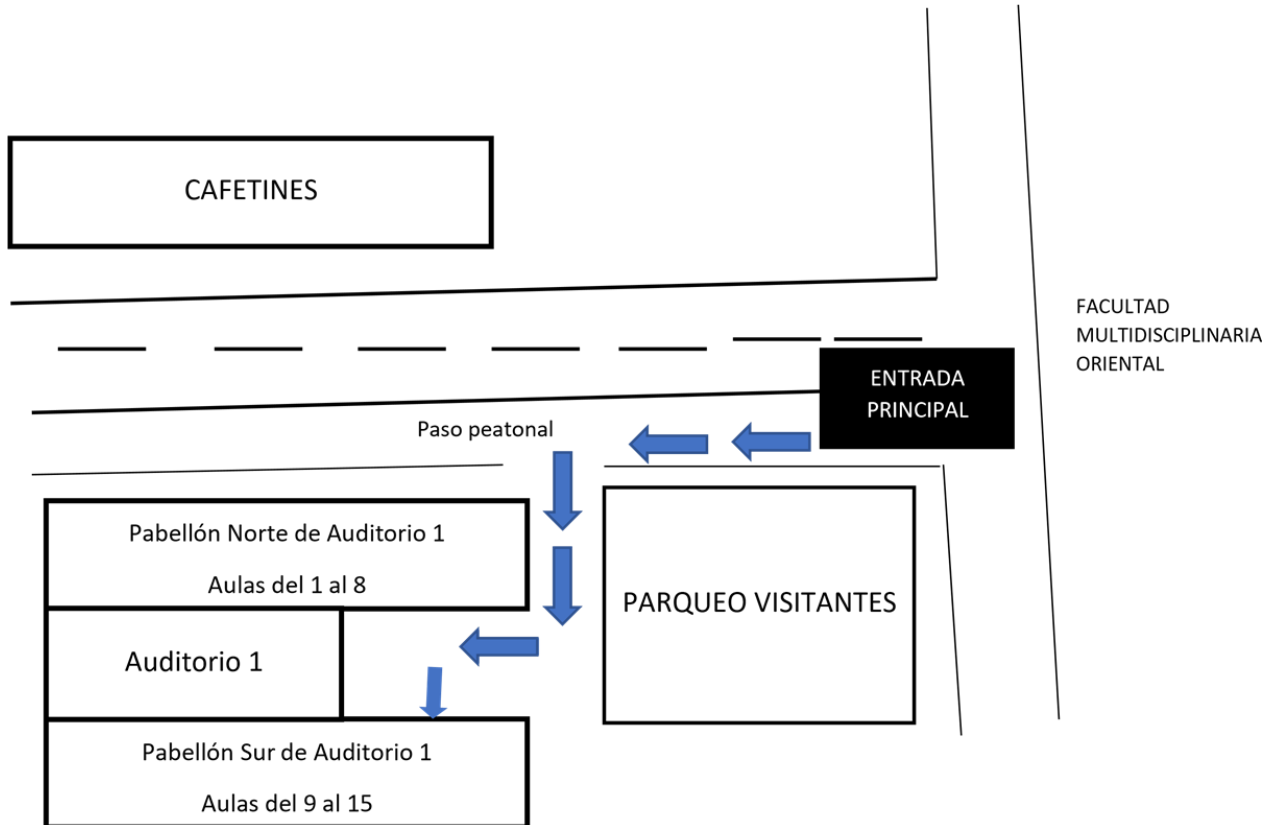 CAFETINES
FACULTAD
MULTIDISCIPLINARIA
ORIENTAL
ENTRADA
PRINCIPAL
Paso peatonal
Pabellón Norte de Auditorio 1
Aulas del 1 al 8
PARQUEO VISITANTES
Auditorio 1
Pabellón Sur de Auditorio 1
Aulas del 9 al 15